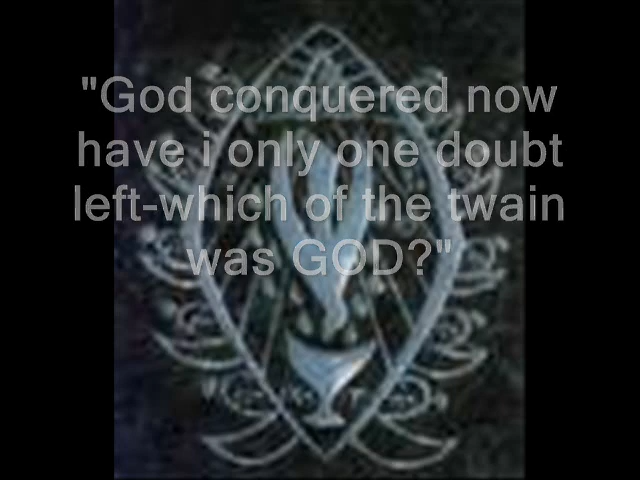 "God conquered now
have i only one doubt
left-which of the twain
was GOD?"